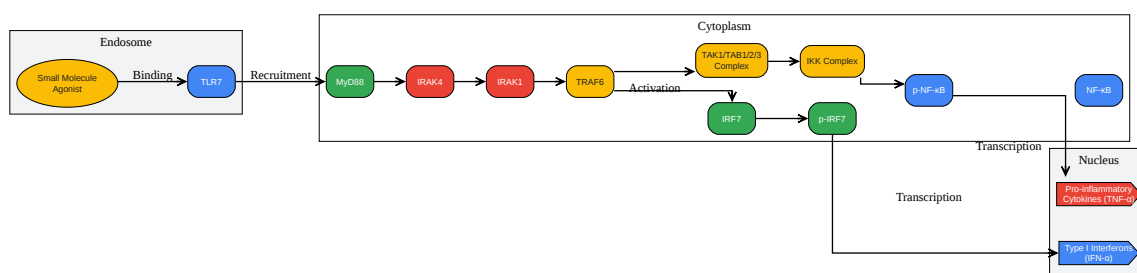 Endosome
Small Molecule
Agonist
Binding
TLR7
Recruitment
Cytoplasm
MyD88
IRAK4
IRAK1
TRAF6
Activation
TAK1/TAB1/2/3
Complex
IKK Complex
IRF7
p-IRF7
p-NF-κB
NF-κB
Transcription
Transcription
Nucleus
Pro-inflammatory
Cytokines (TNF-α)
Type I Interferons
(IFN-α)